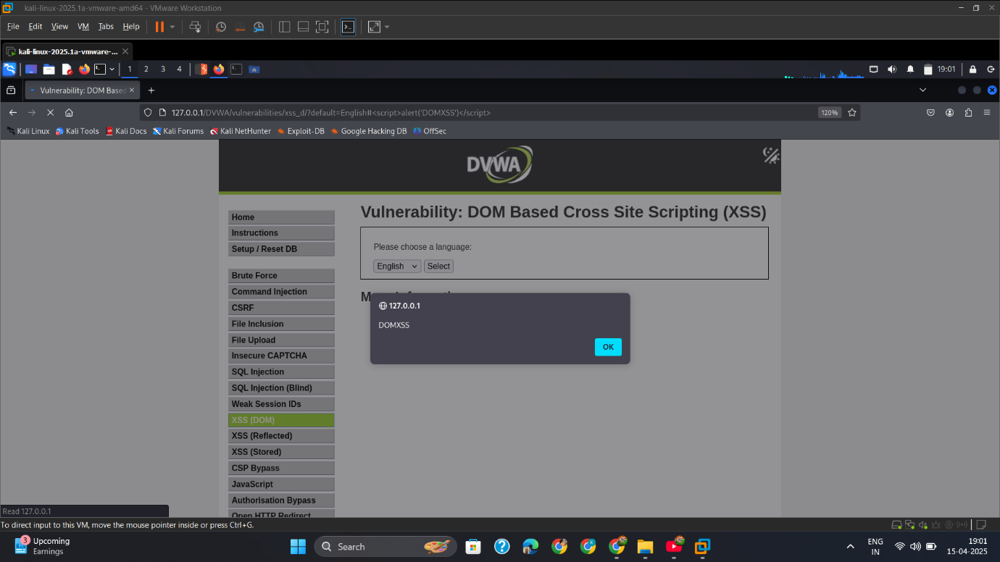 kali-linux-2025.1a-vmware-amd64 - VMware Workstation
File Edit View VM Tabs Help
kali-linux-2025.1a-vmware-...
1 2 3 4 19:01
Vulnerability: DOM Based
127.0.0.1/DVWA/vulnerabilities/xss_d/?default=English#<script>alert('DOMXSS')</script> 120%
Kali Linux Kali Tools Kali Docs Kali Forums Kali NetHunter Exploit-DB Google Hacking DB OffSec
DVWA
Home
Instructions
Setup / Reset DB
Brute Force
Command Injection
CSRF
File Inclusion
File Upload
Insecure CAPTCHA
SQL Injection
SQL Injection (Blind)
Weak Session IDs
XSS (DOM)
XSS (Reflected)
XSS (Stored)
CSP Bypass
JavaScript
Authorisation Bypass
Open HTTP Redirect
Vulnerability: DOM Based Cross Site Scripting (XSS)
Please choose a language:
English Select
127.0.0.1
DOMXSS
OK
Read 127.0.0.1
To direct input to this VM, move the mouse pointer inside or press Ctrl+G.
3 Upcoming
Earnings
Search
ENG
IN
19:01
15-04-2025